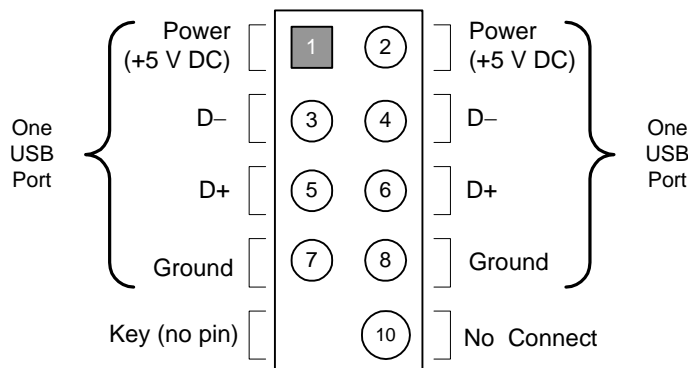 Power
(+5 V DC)
1
2
Power
(+5 V DC)
D–
3
4
D–
One
USB
Port
One
USB
Port
D+
5
6
D+
Ground
7
8
Ground
Key (no pin)
10
No Connect